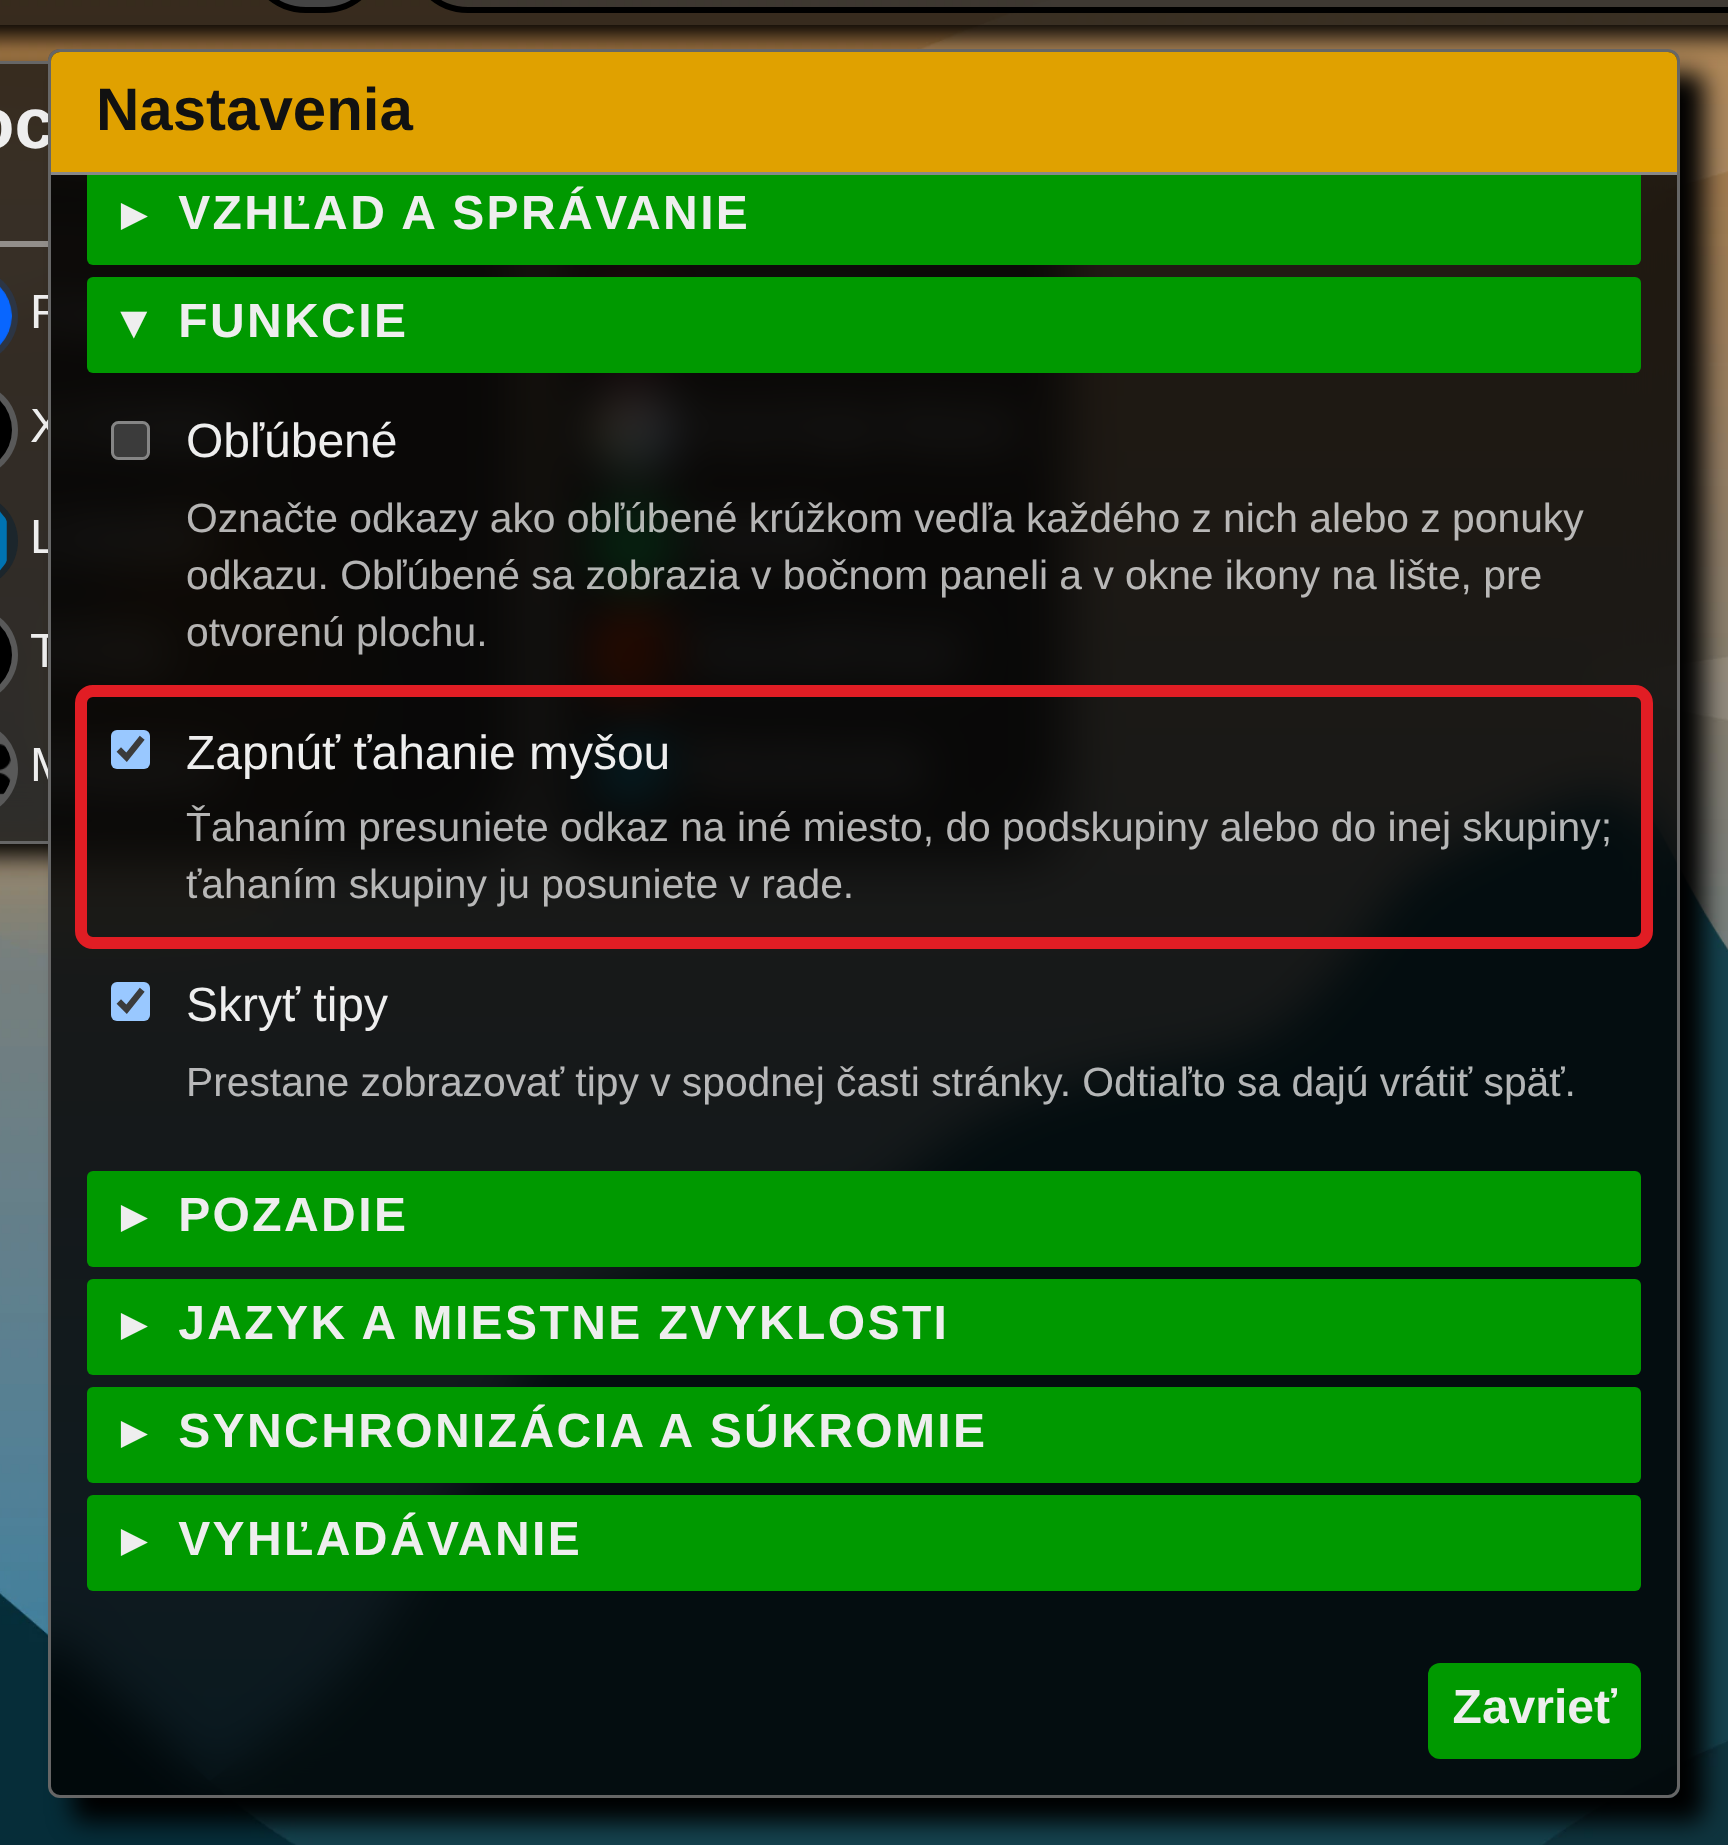 Nastavenia
▶ VZHĽAD A SPRÁVANIE
▼ FUNKCIE
Obľúbené
Označte odkazy ako obľúbené krúžkom vedľa každého z nich alebo z ponuky
odkazu. Obľúbené sa zobrazia v bočnom paneli a v okne ikony na lište, pre
otvorenú plochu.
Zapnúť ťahanie myšou
Ťahaním presuniete odkaz na iné miesto, do podskupiny alebo do inej skupiny;
ťahaním skupiny ju posuniete v rade.
Skryť tipy
Prestane zobrazovať tipy v spodnej časti stránky. Odtiaľto sa dajú vrátiť späť.
▶ POZADIE
▶ JAZYK A MIESTNE ZVYKLOSTI
▶ SYNCHRONIZÁCIA A SÚKROMIE
▶ VYHĽADÁVANIE
Zavrieť